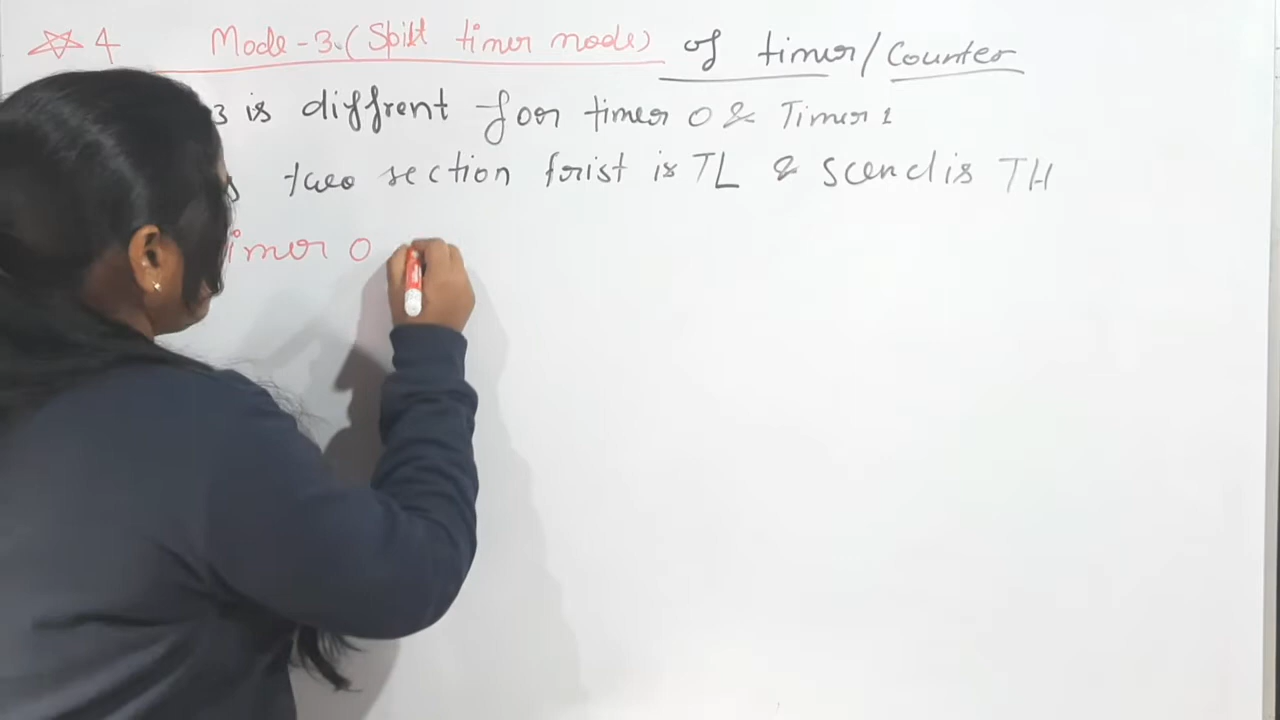 4 Mode-3 (Split timer mode) of timer/Counter
3 is diffrent foor timer 0 & Timer 1
two section forist is TL & scend is TH
imer 0